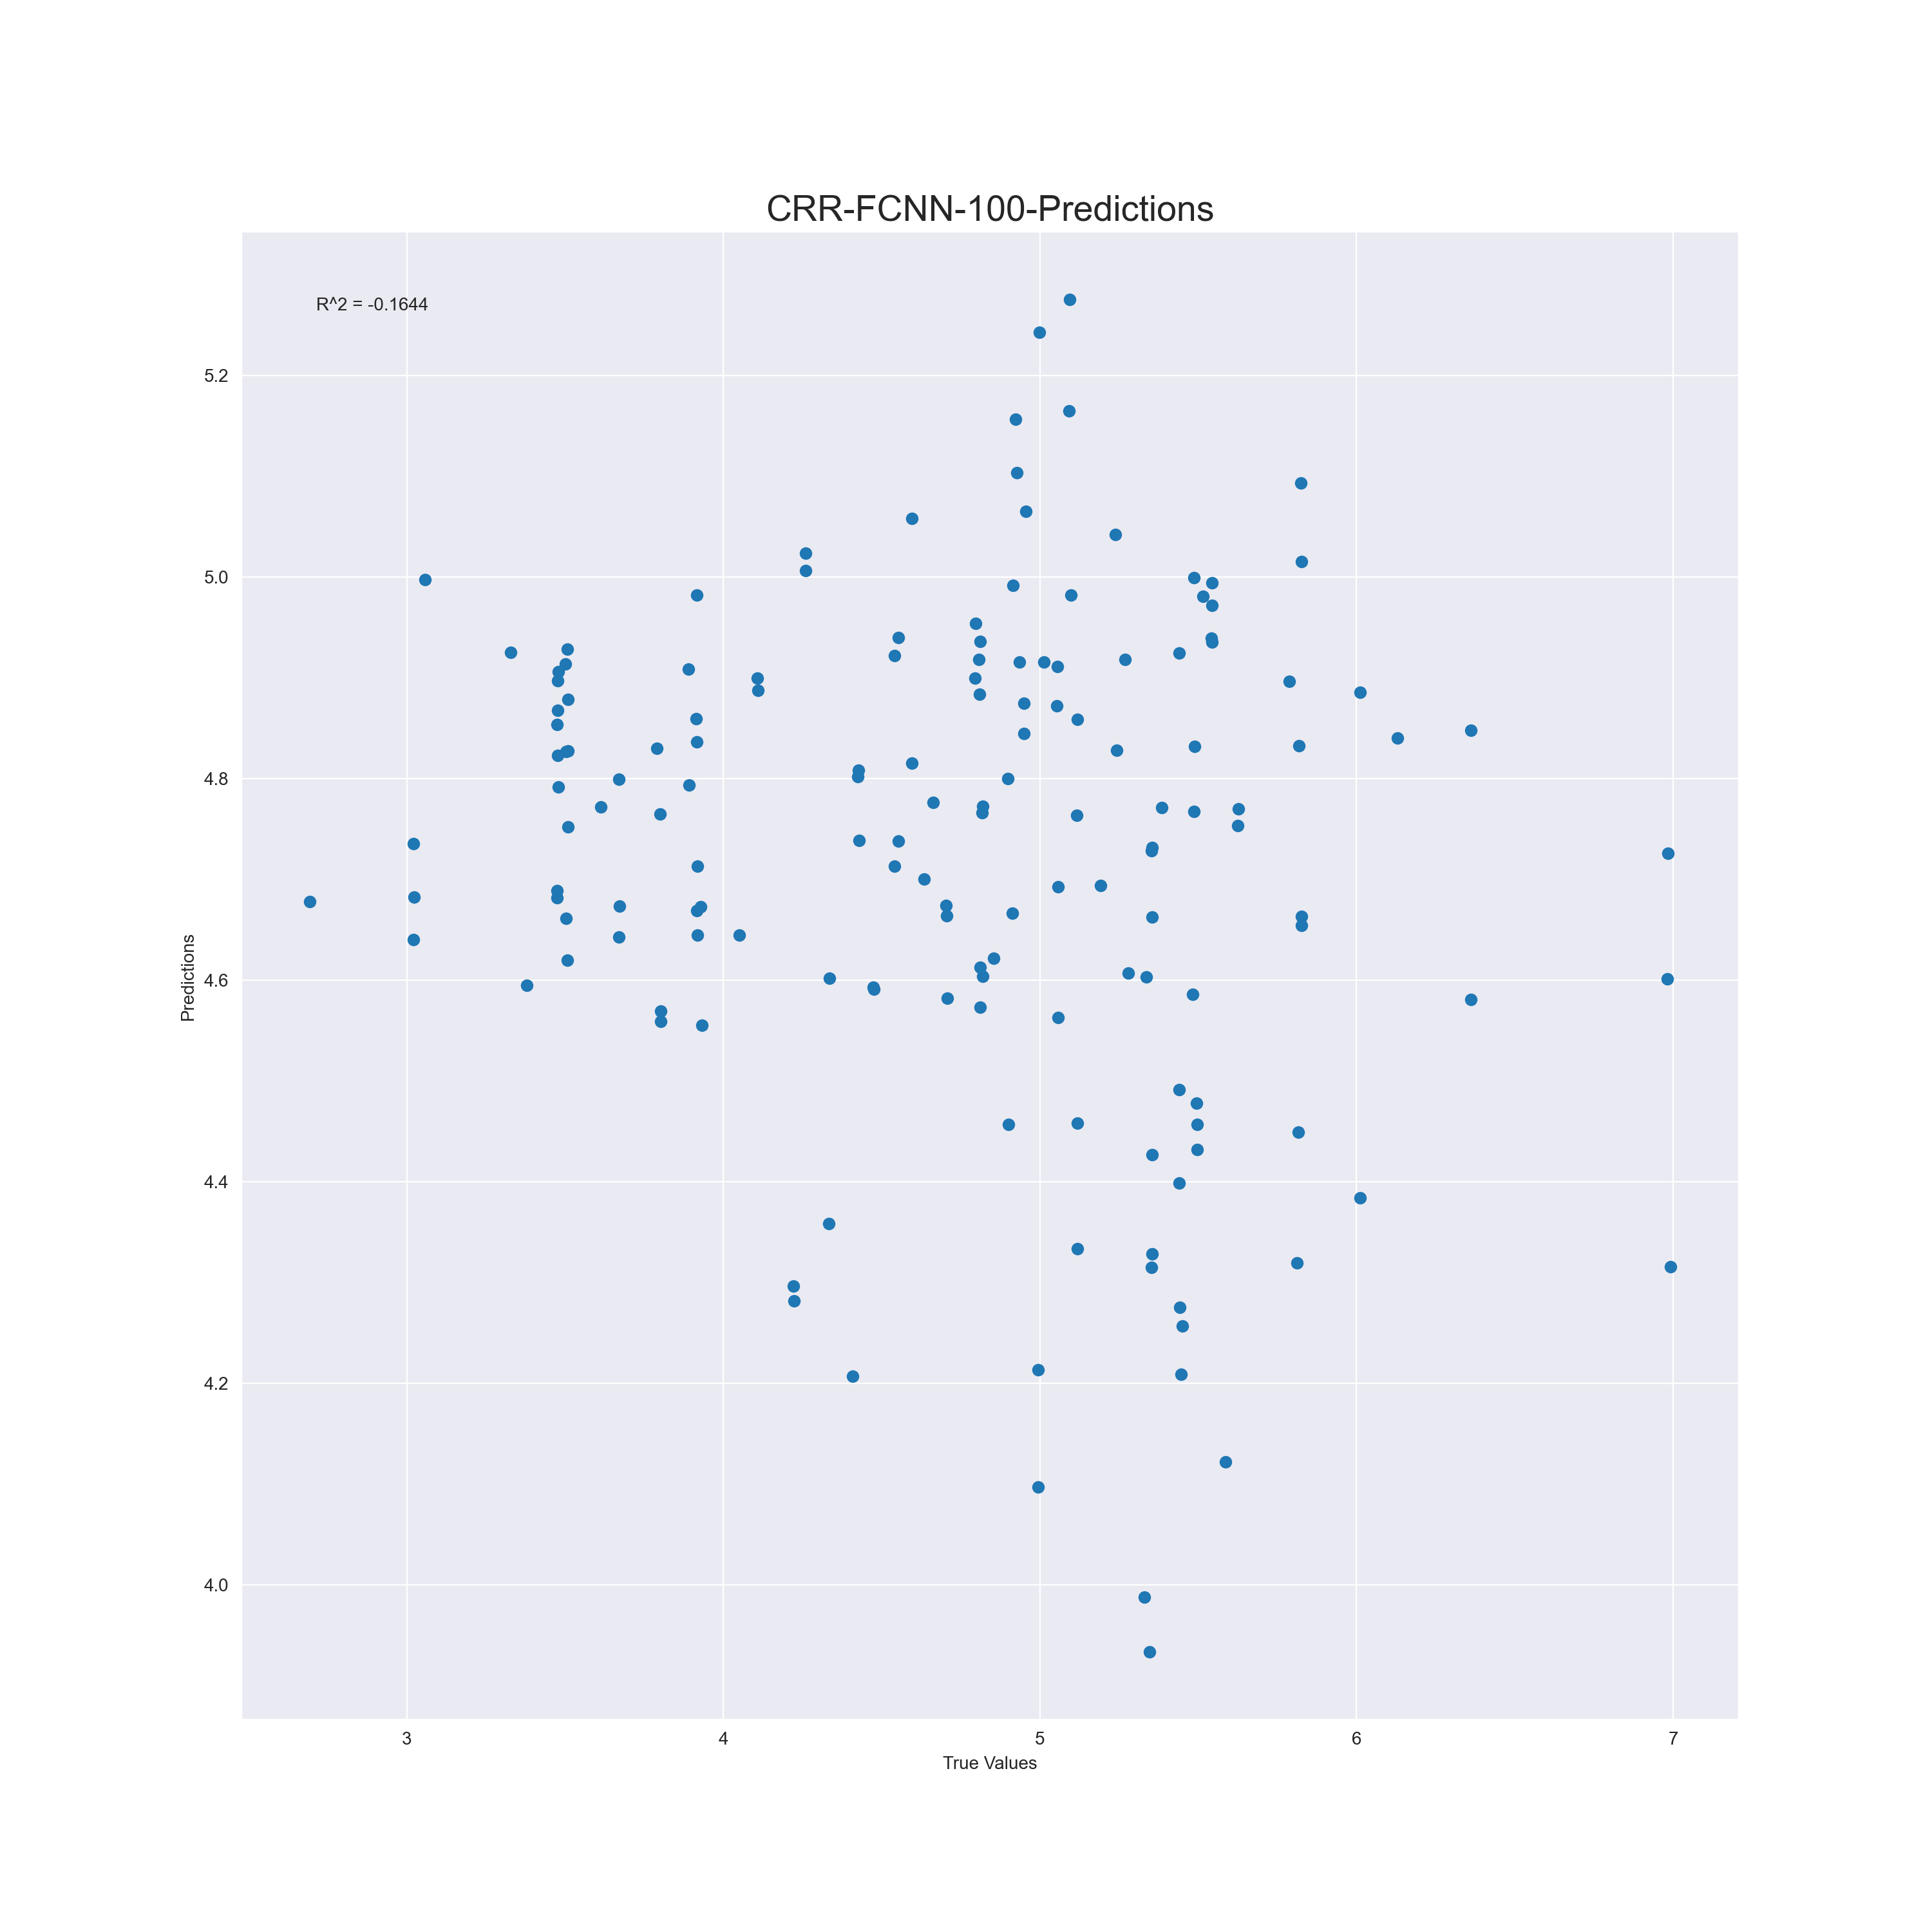 CRR-FCNN-100-Predictions
R^2 = -0.1644
5.2
5.0
4.8
4.6
4.4
4.2
4.0
Predictions
3 4 5 6 7
True Values